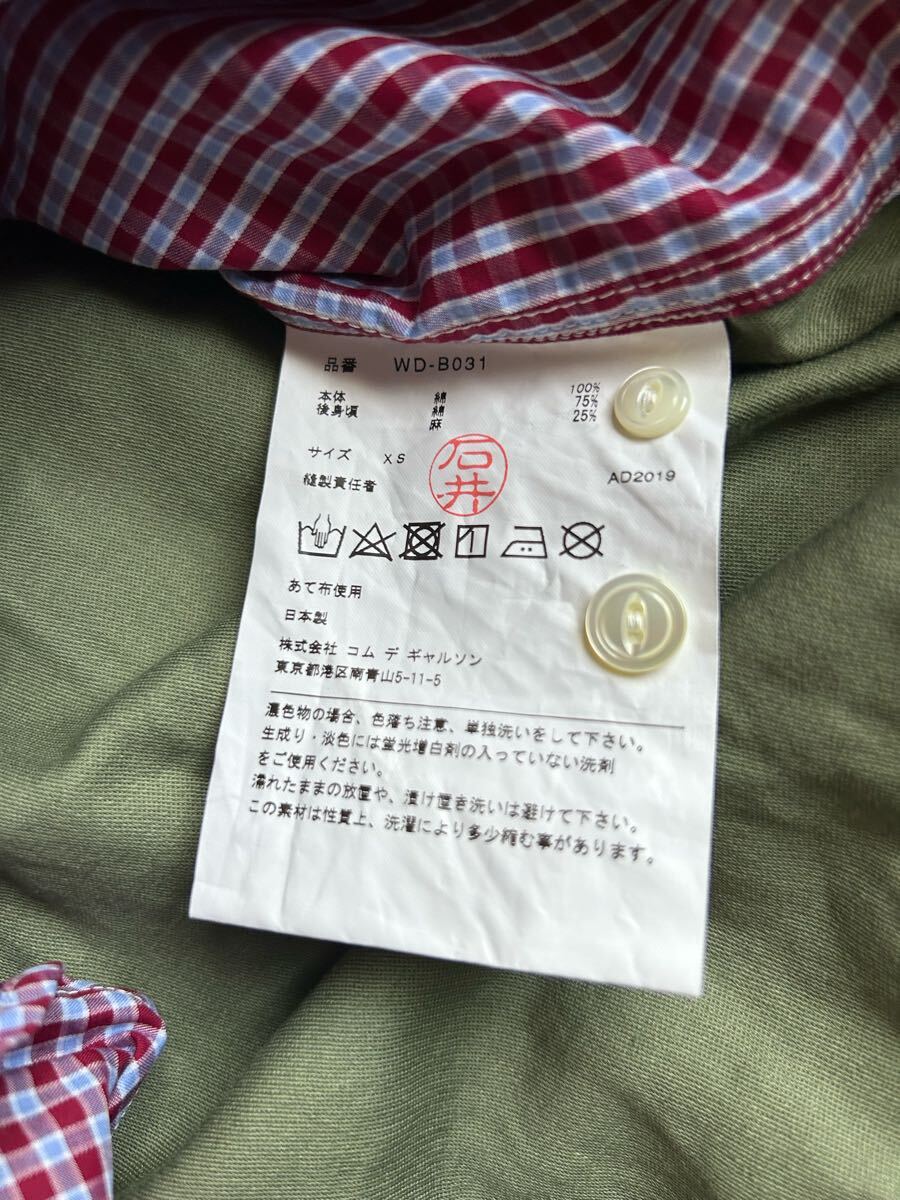 品番 WD-B031
本体 綿 100%
後身頃 綿 75%
麻 25%
サイズ XS
石井
縫製責任者 AD2019
あて布使用
日本製
株式会社 コム デ ギャルソン
東京都港区南青山5-11-5
濃色物の場合、色落ち注意、単独洗いをして下さい。
生成り・淡色には蛍光増白剤の入っていない洗剤
をご使用ください。
濡れたままの放置や、漬け置き洗いは避けて下さい。
この素材は性質上、洗濯により多少縮む事があります。